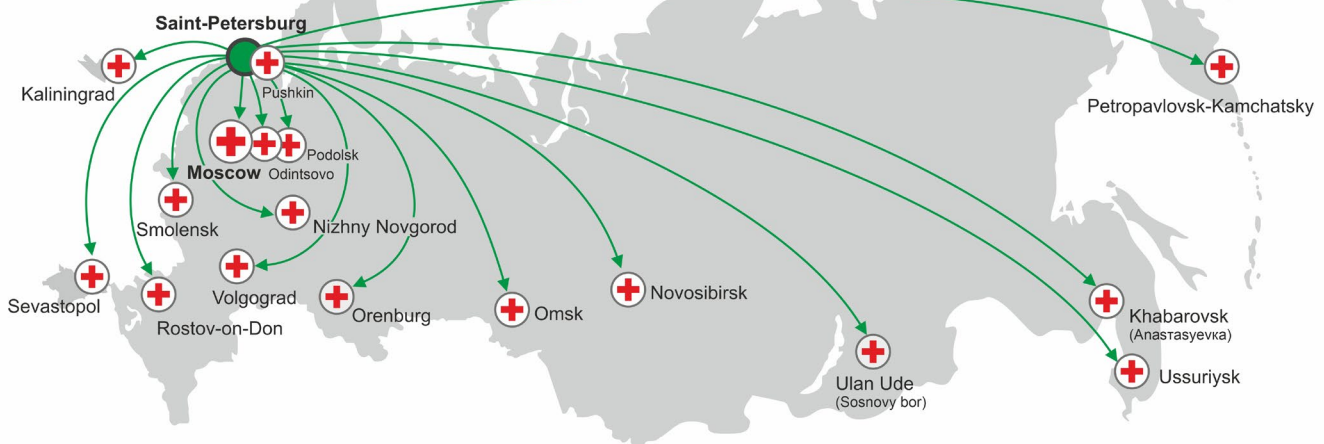 Saint-Petersburg
Kaliningrad
Pushkin
Petropavlovsk-Kamchatsky
Podolsk
Moscow
Odintsovo
Smolensk
Nizhny Novgorod
Sevastopol
Volgograd
Rostov-on-Don
Orenburg
Omsk
Novosibirsk
Khabarovsk
(Anaстasyevка)
Ulan Ude
(Sosnovy bor)
Ussuriysk